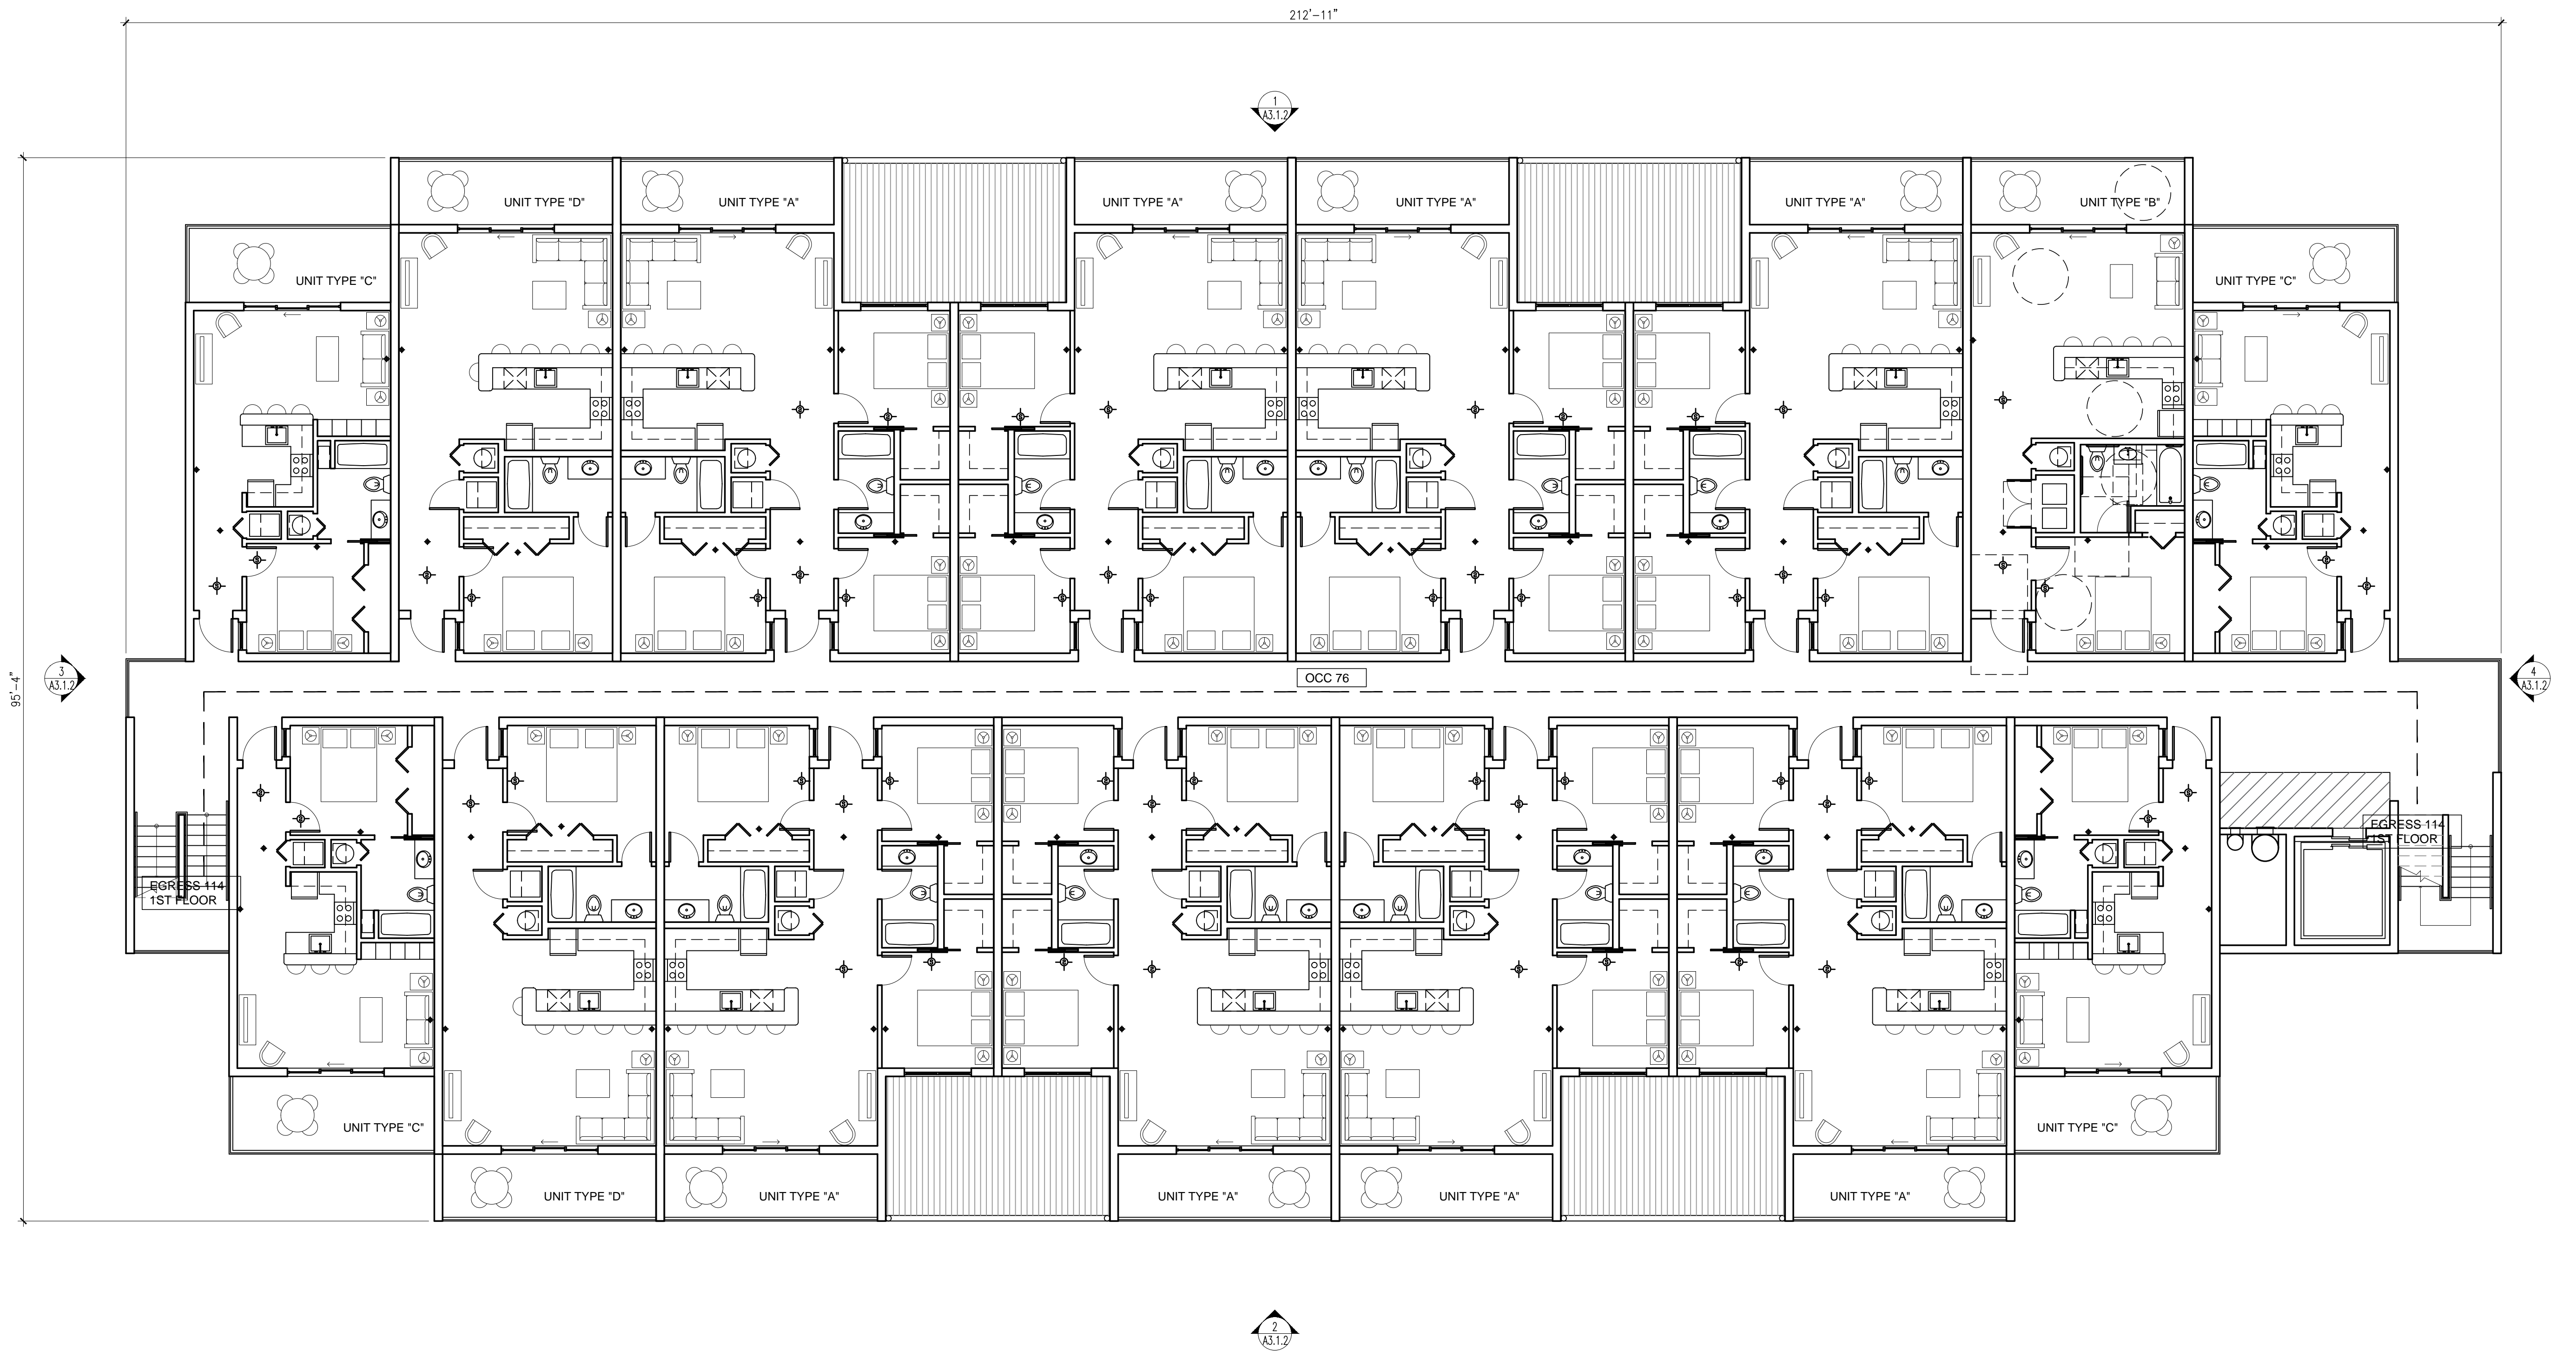 212'-11"
1
A3.1.2
UNIT TYPE "D"
UNIT TYPE "A"
UNIT TYPE "A"
UNIT TYPE "A"
UNIT TYPE "A"
UNIT TYPE "B"
UNIT TYPE "C"
UNIT TYPE "C"
95'-4"
3
A3.1.2
OCC 76
4
A3.1.2
EGRESS 114
1ST FLOOR
EGRESS 114
1ST FLOOR
UNIT TYPE "C"
UNIT TYPE "C"
UNIT TYPE "D"
UNIT TYPE "A"
UNIT TYPE "A"
UNIT TYPE "A"
UNIT TYPE "A"
2
A3.1.2